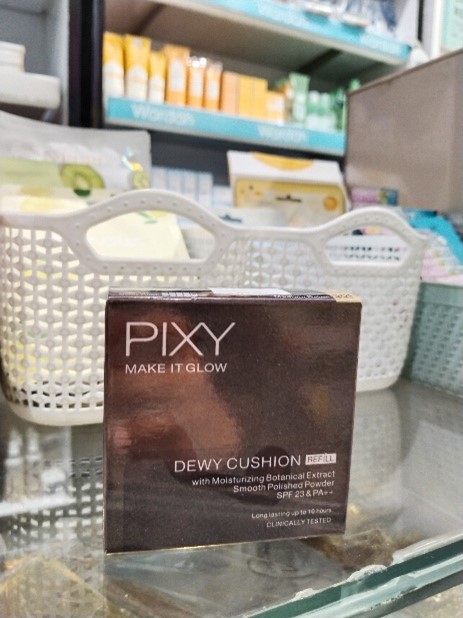 Wardah
Wardah
PIXY
MAKE IT GLOW
DEWY CUSHION REFILL
with Moisturizing Botanical Extract
Smooth Polished Powder
SPF 23 & PA++
Long lasting up to 10 hours
CLINICALLY TESTED